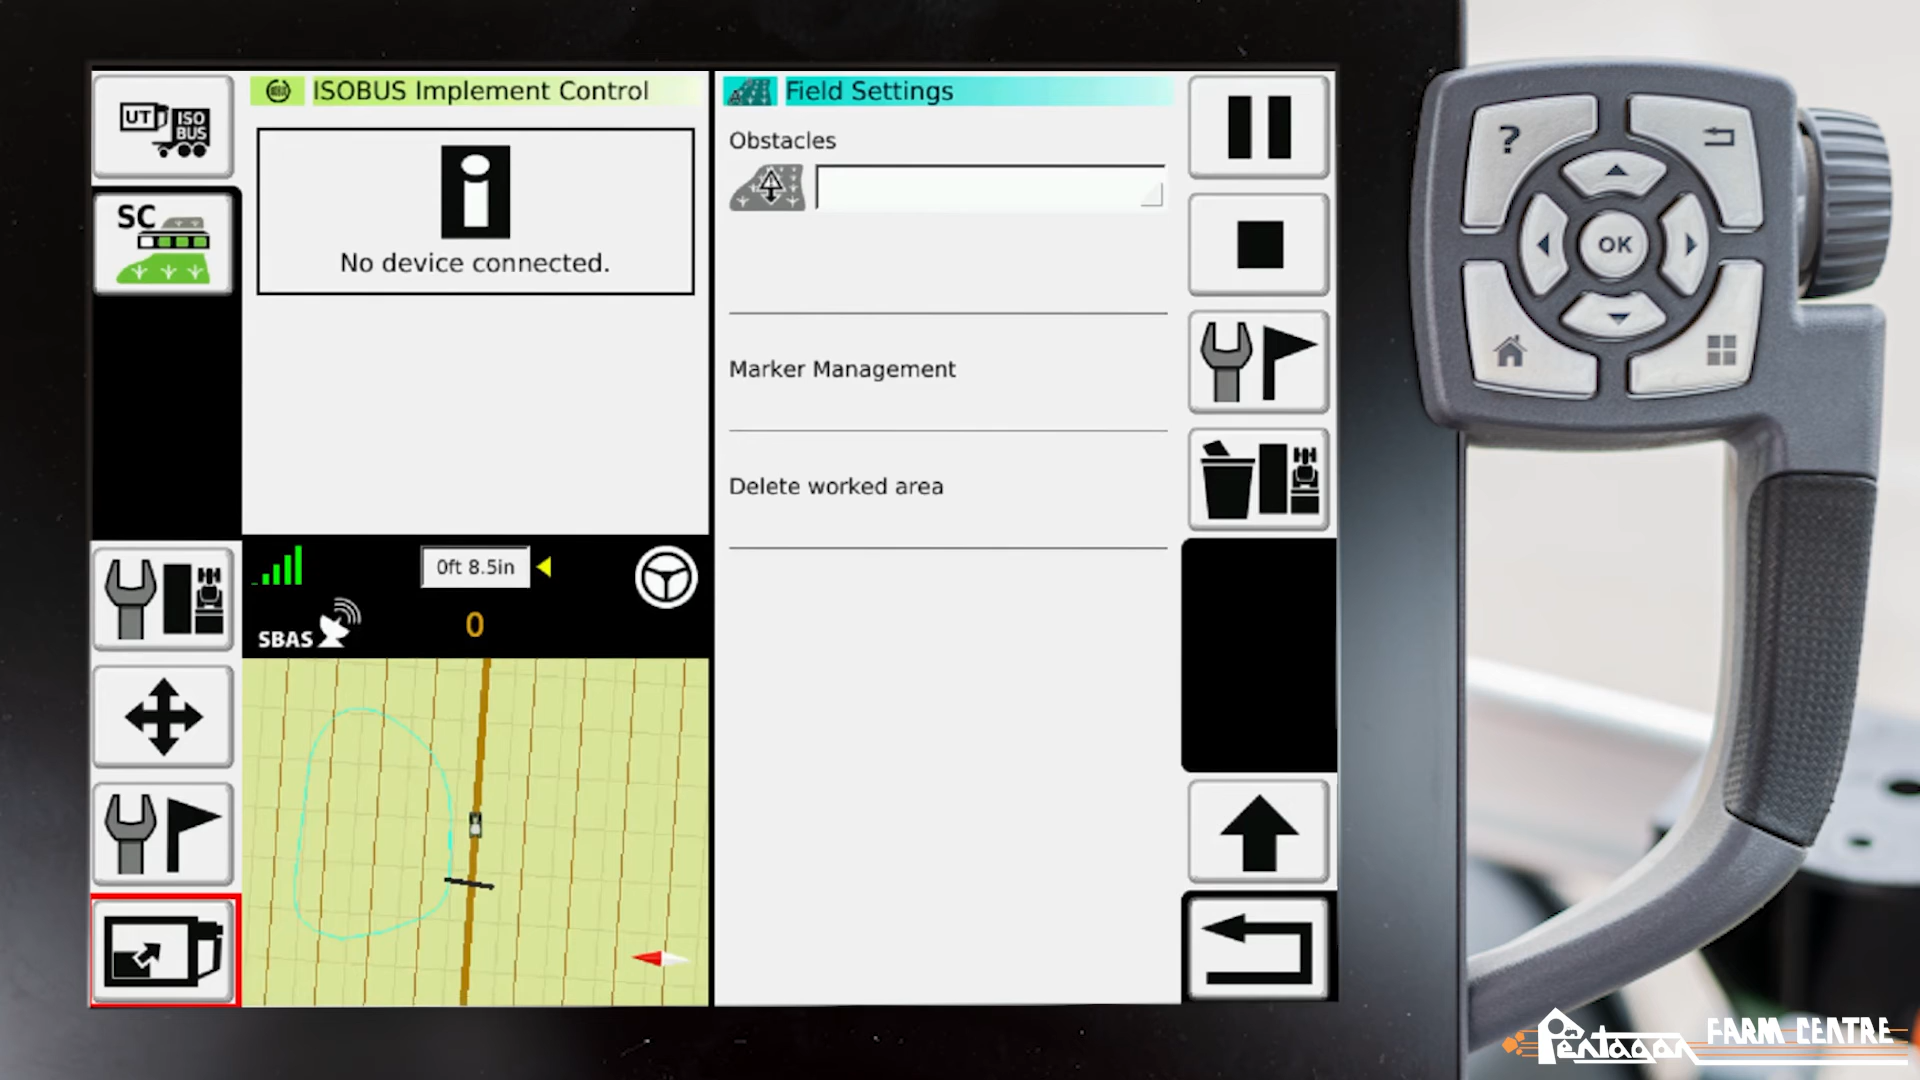 UT
ISO
BUS
ISOBUS Implement Control
Field Settings
Obstacles
?
SC
No device connected.
OK
Marker Management
Delete worked area
0ft 8.5in
SBAS
0
Pentagon FARM CENTRE